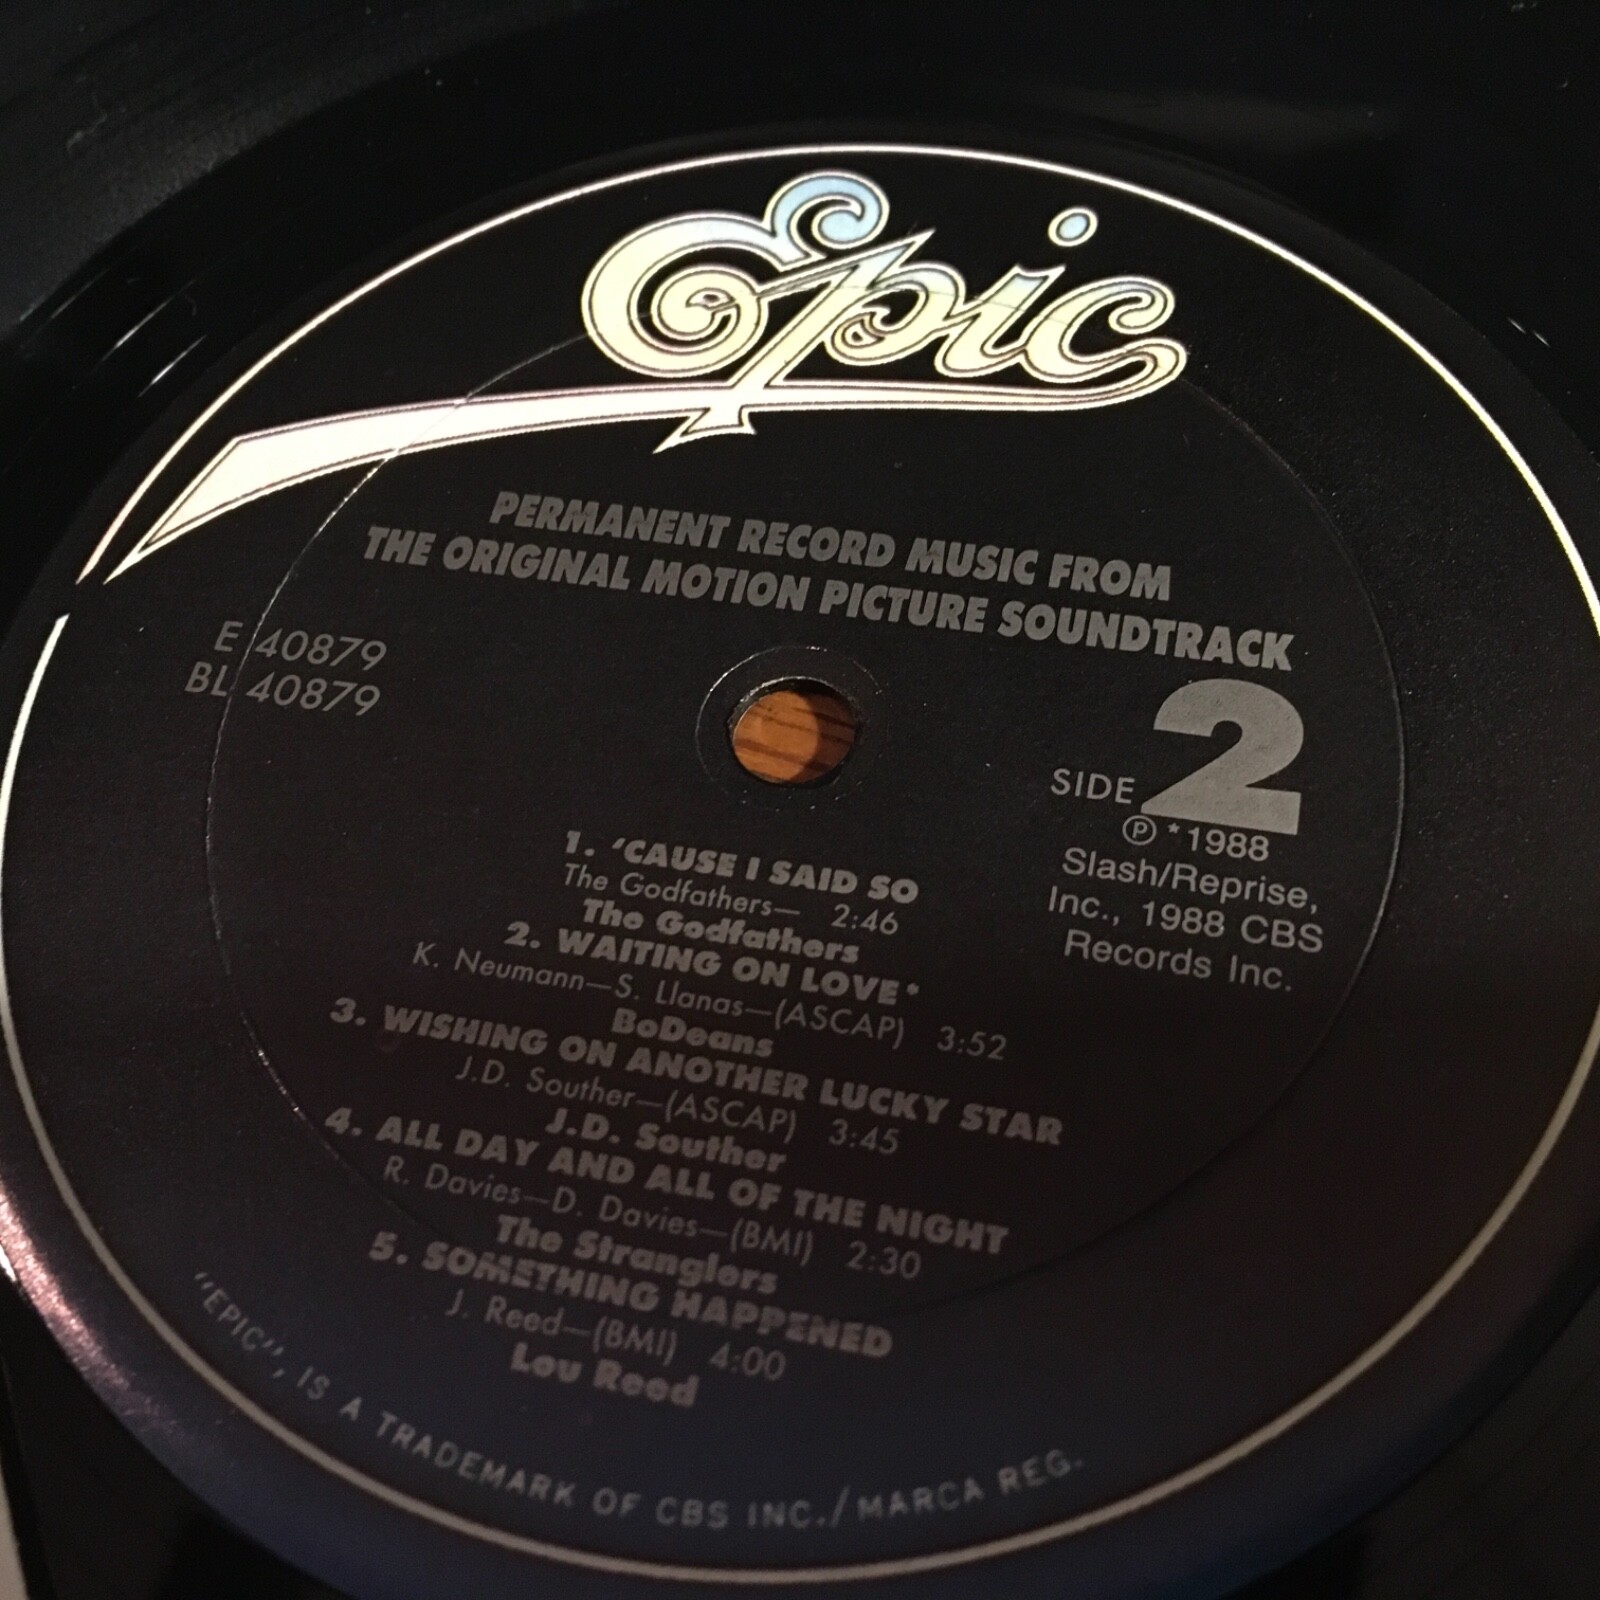 Epic
PERMANENT RECORD MUSIC FROM
THE ORIGINAL MOTION PICTURE SOUNDTRACK
E 40879
BL 40879
SIDE 2
Ⓟ *1988
Slash/Reprise,
Inc., 1988 CBS
Records Inc.
1. 'CAUSE I SAID SO
The Godfathers— 2:46
The Godfathers
2. WAITING ON LOVE*
K. Neumann—S. Llanas—(ASCAP) 3:52
BoDeans
3. WISHING ON ANOTHER LUCKY STAR
J.D. Souther—(ASCAP) 3:45
J.D. Souther
4. ALL DAY AND ALL OF THE NIGHT
R. Davies—D. Davies—(BMI) 2:30
The Stranglers
5. SOMETHING HAPPENED
J. Reed—(BMI) 4:00
Lou Reed
"EPIC", IS A TRADEMARK OF CBS INC./MARCA REG.